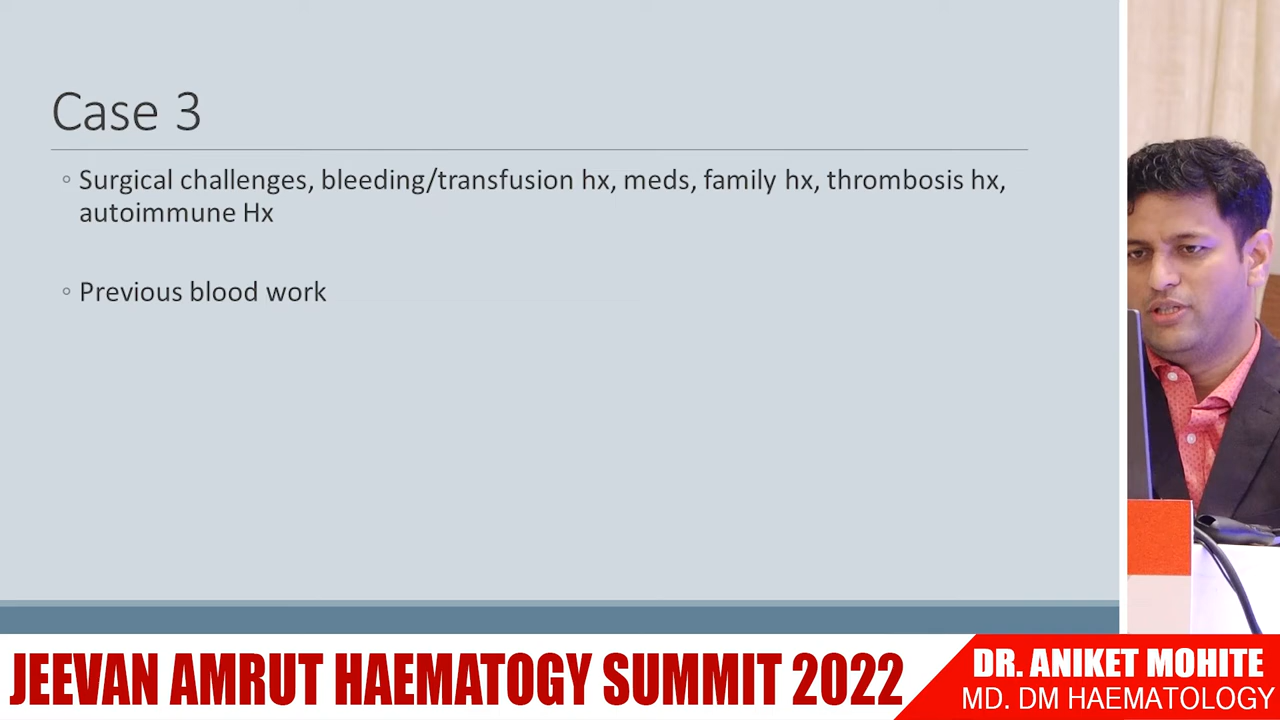 Case 3
◦ Surgical challenges, bleeding/transfusion hx, meds, family hx, thrombosis hx,
autoimmune Hx
◦ Previous blood work
JEEVAN AMRUT HAEMATOGY SUMMIT 2022
DR. ANIKET MOHITE
MD. DM HAEMATOLOGY